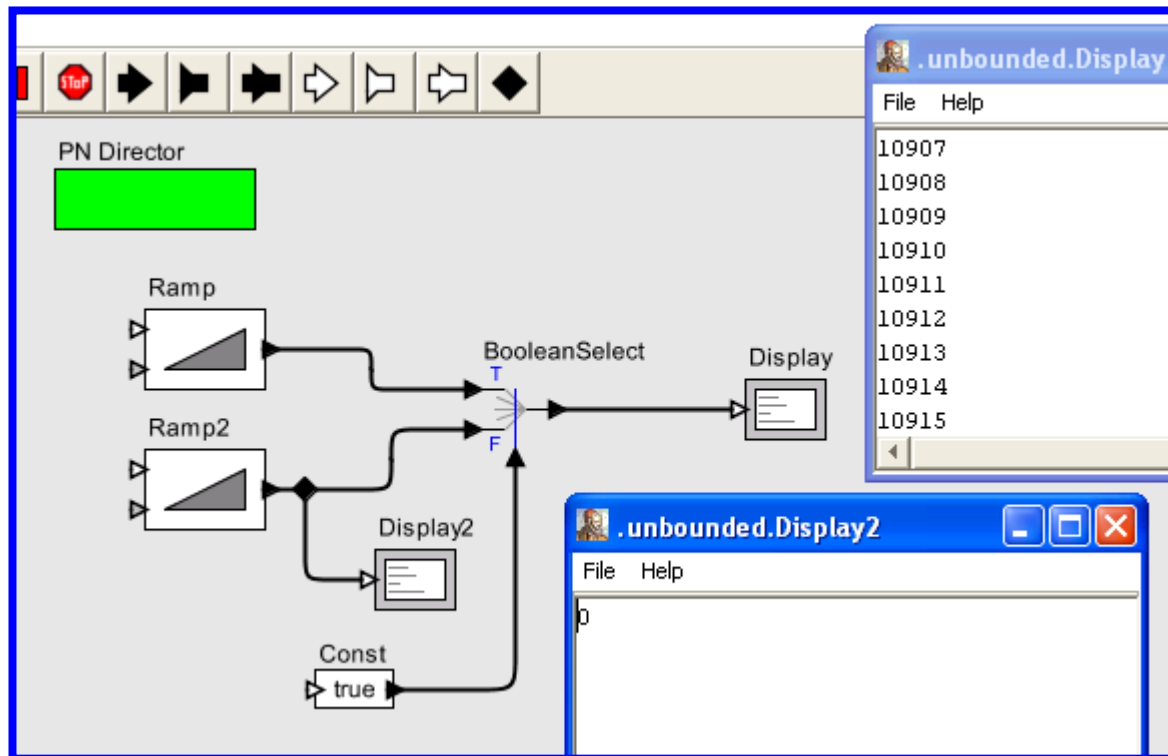 STOP
PN Director
Ramp
Ramp2
BooleanSelect
T
F
Display
Display2
Const
true
.unbounded.Display
File Help
10907
10908
10909
10910
10911
10912
10913
10914
10915
.unbounded.Display2
File Help
0